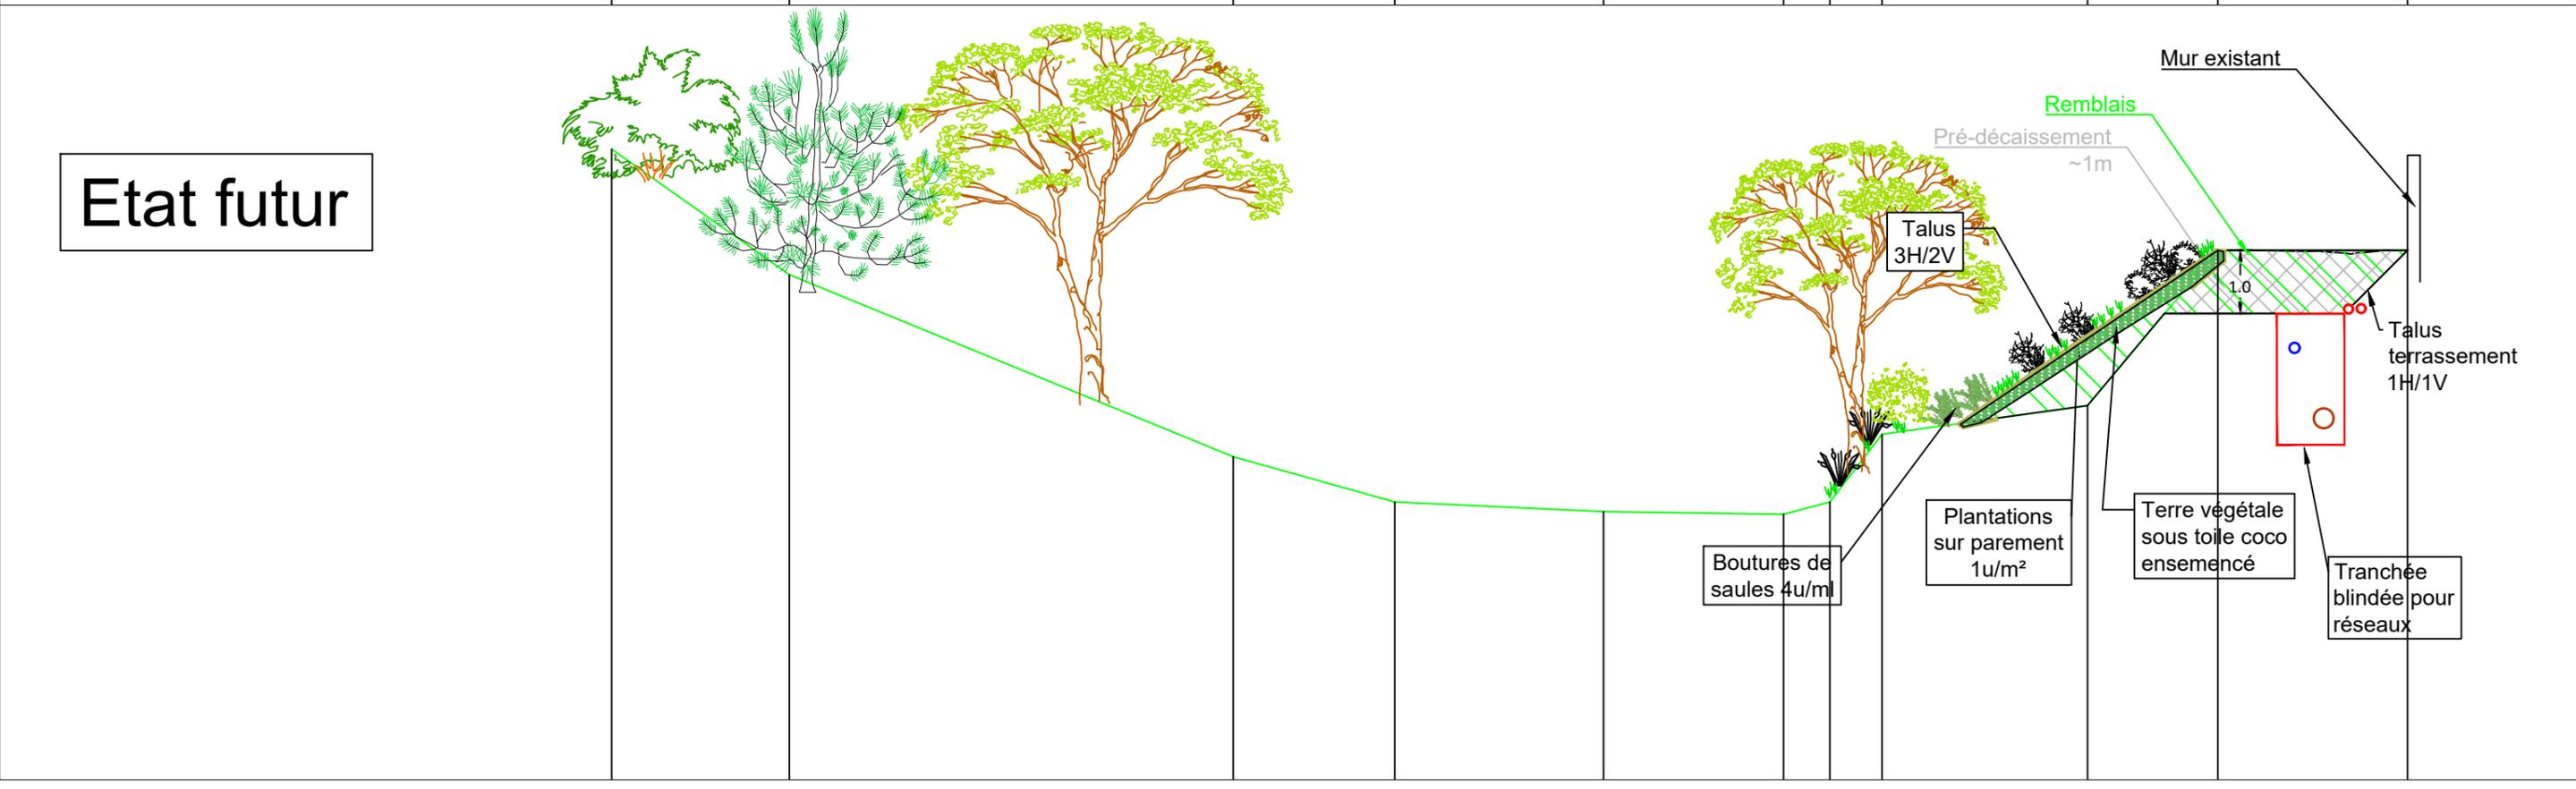 Etat futur
Mur existant
Remblais
Pré-décaissement
~1m
Talus
3H/2V
1.0
Talus
terrassement
1H/1V
Boutures de
saules 4u/ml
Plantations
sur parement
1u/m²
Terre végétale
sous toile coco
ensemencé
Tranchée
blindée pour
réseaux